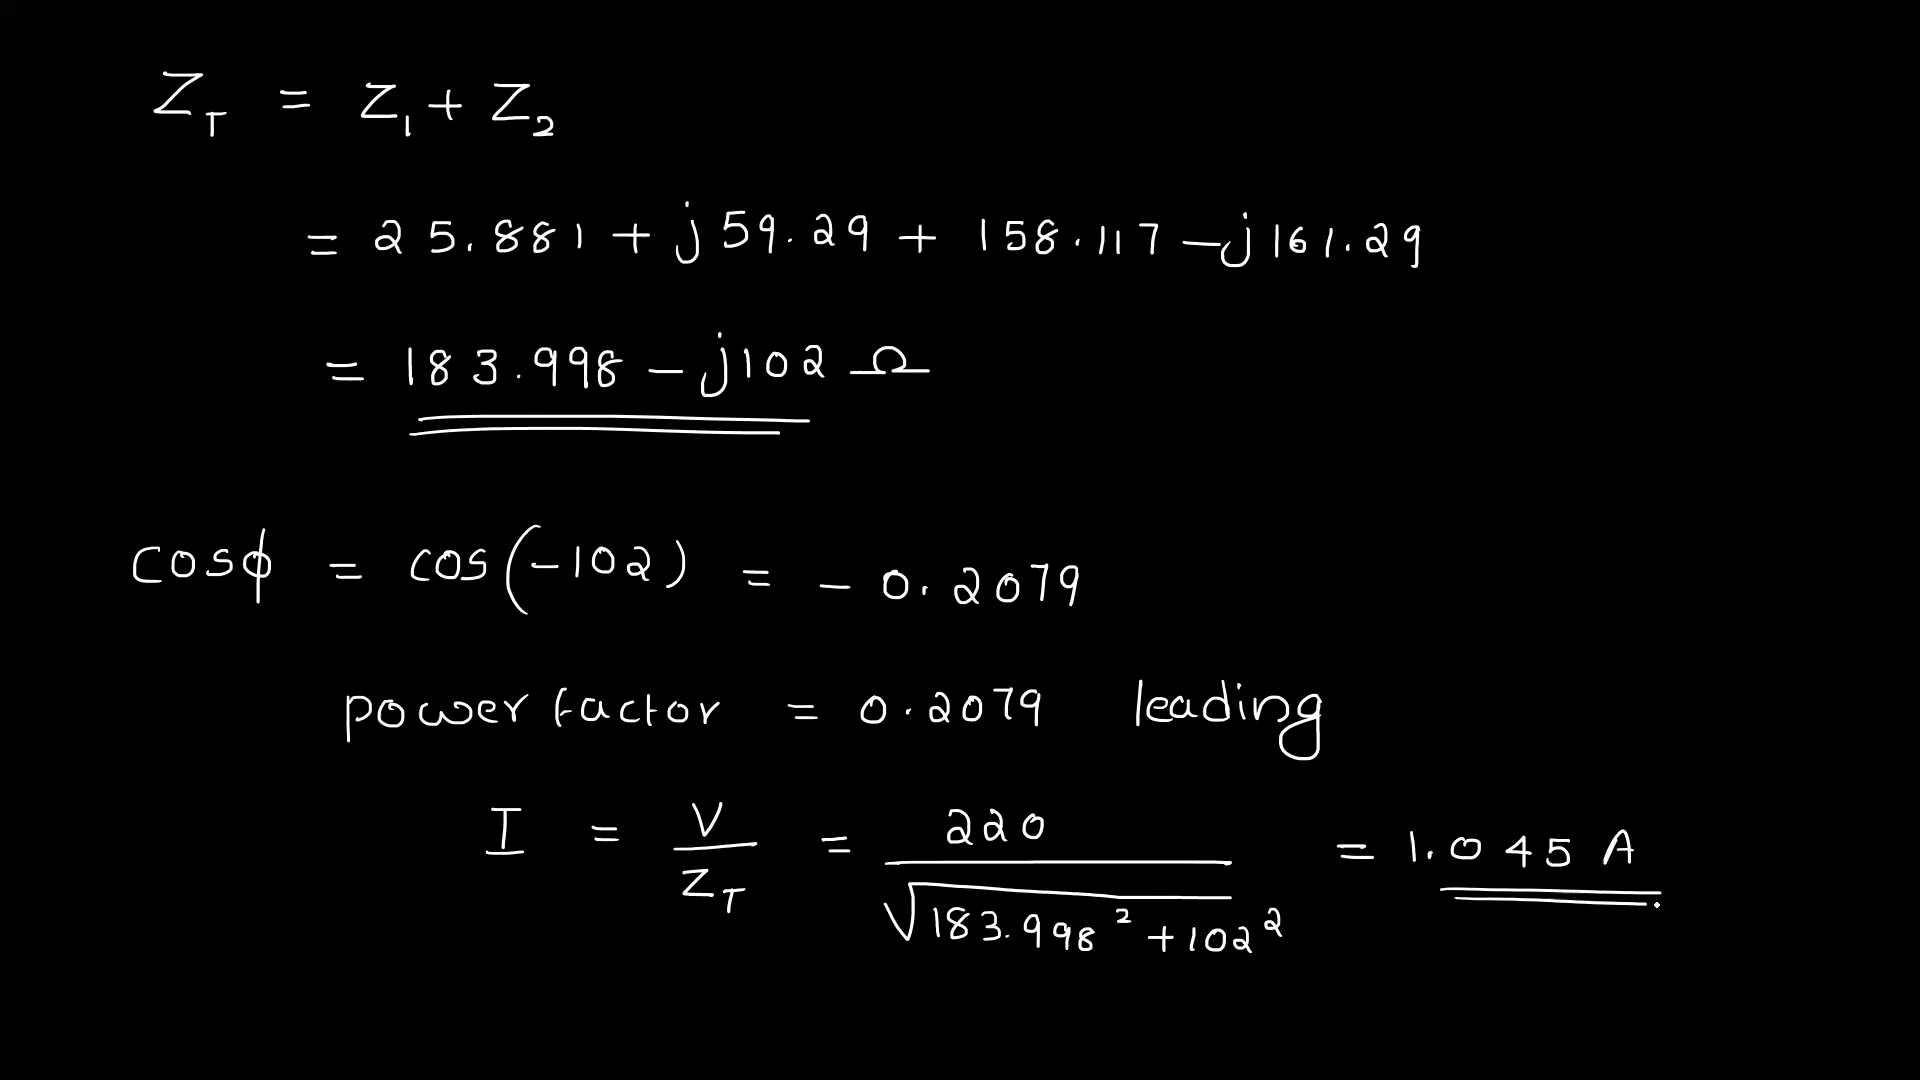 Z_T = Z_1 + Z_2
= 25.881 + j59.29 + 158.117 - j161.29
= 183.998 - j102 Ω
cosϕ = cos(-102) = - 0.2079
power factor = 0.2079 leading
I = V/Z_T = 220/√(183.998² + 102²) = 1.045 A